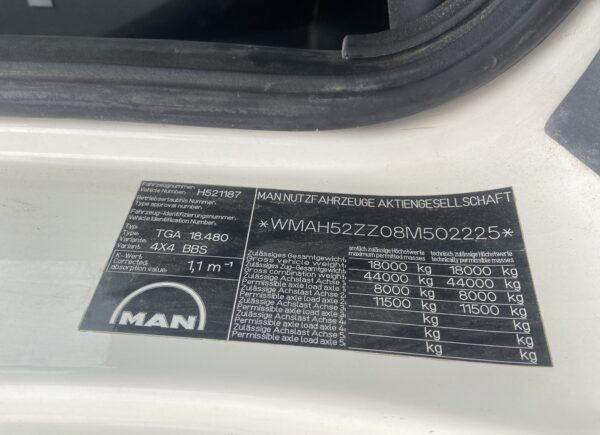 Fahrzeugnummer
Vehicle Number: H521187
Betriebserlaubnis Nummer
Type approval number:
Fahrzeug-Identifizierungsnummer
Vehicle Identification Number:
Typ
Type TGA 18.480
Variante
Variante: 4X4 BBS
K-Wert
Corrected absorption value: 1,1 m⁻¹
MAN
MAN NUTZFAHRZEUGE AKTIENGESELLSCHAFT
*WMAH52ZZ08M502225*
amtlich zulässige Höchstwerte technisch zulässige Höchstwerte
maximum permitted masses technical permissible masses
Zulässiges Gesamtgewicht
Gross vehicle weight 18000 kg 18000 kg
Zulässiges Zug-Gesamtgewicht
Gross combination weight 44000 kg 44000 kg
Zulässige Achslast Achse 1
Permissible axle load axle 1 8000 kg 8000 kg
Zulässige Achslast Achse 2
Permissible axle load axle 2 11500 kg 11500 kg
Zulässige Achslast Achse 3
Permissible axle load axle 3 kg kg
Zulässige Achslast Achse 4
Permissible axle load axle 4 kg kg
Zulässige Achslast Achse 5
Permissible axle load axle 5 kg kg